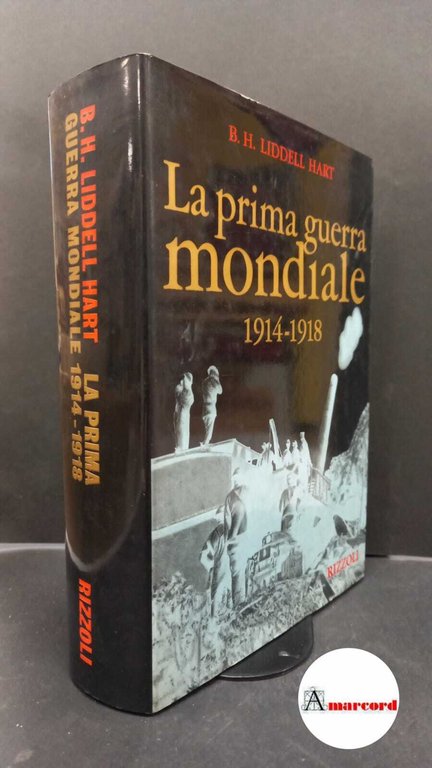 B. H. LIDDELL HART
La prima guerra
mondiale
1914-1918
RIZZOLI
B. H. LIDDELL HART LA PRIMA
GUERRA MONDIALE 1914-1918
RIZZOLI
Amarcord